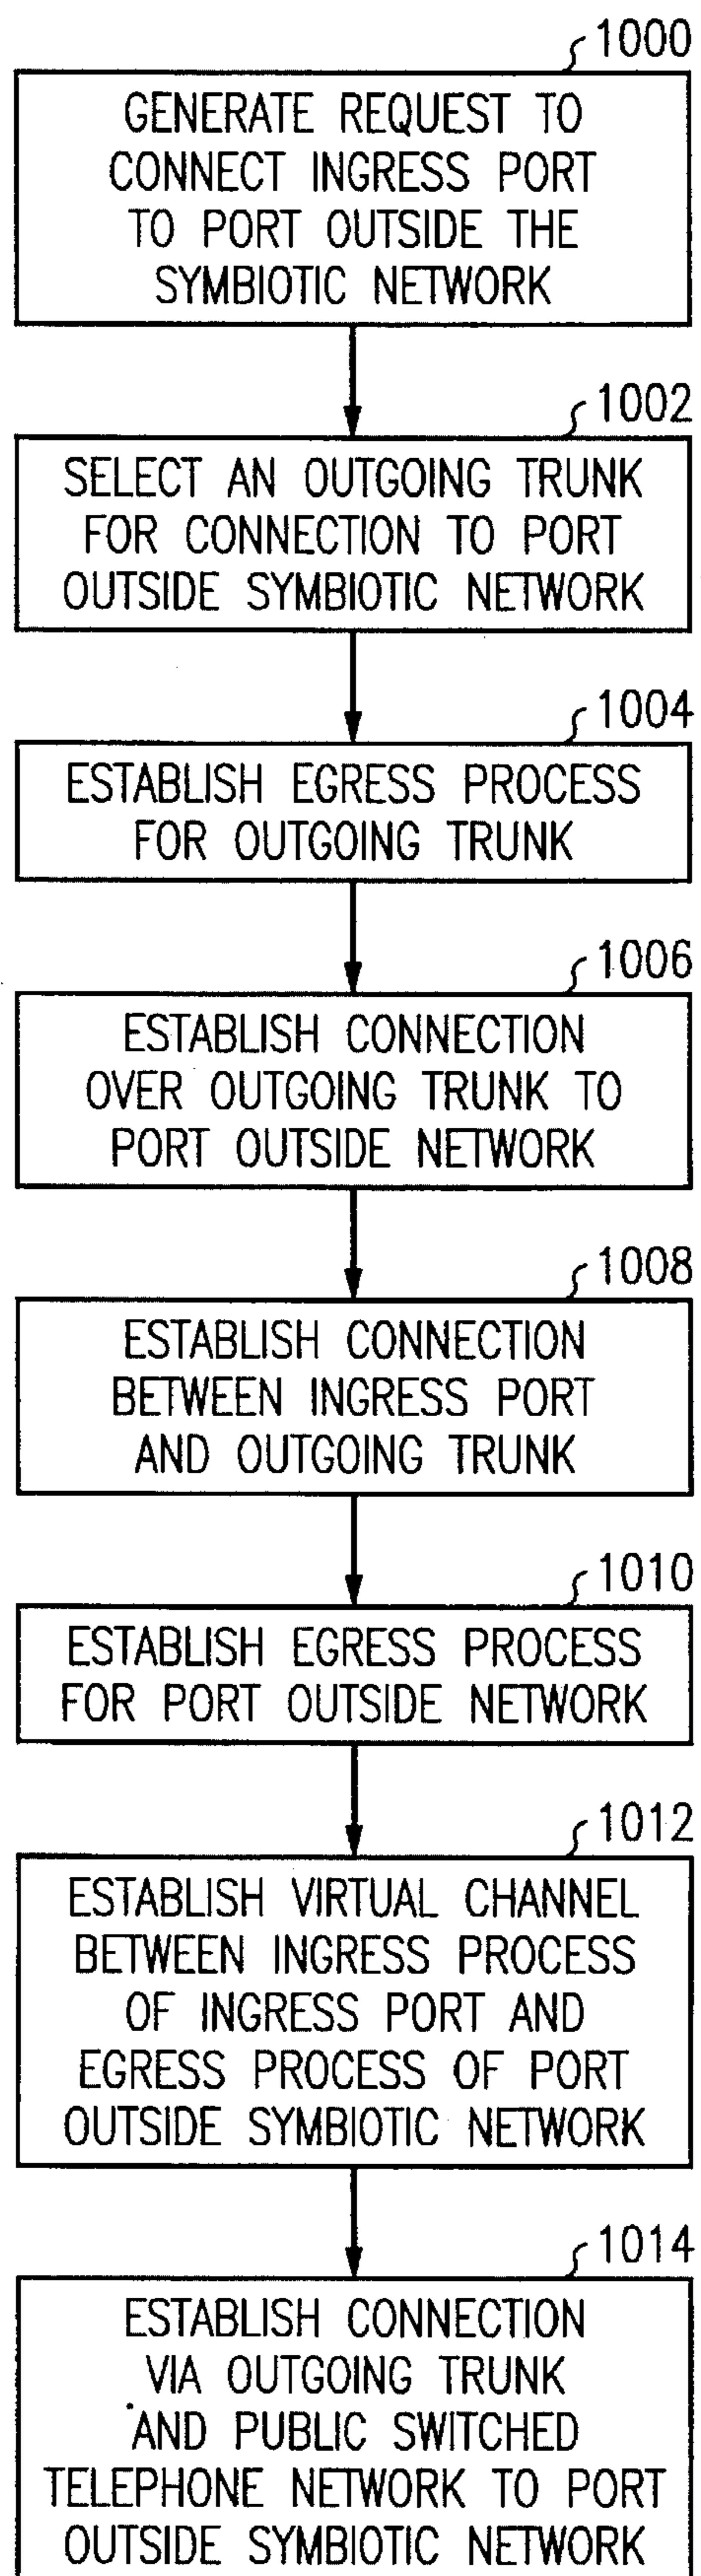 1000
GENERATE REQUEST TO
CONNECT INGRESS PORT
TO PORT OUTSIDE THE
SYMBIOTIC NETWORK
1002
SELECT AN OUTGOING TRUNK
FOR CONNECTION TO PORT
OUTSIDE SYMBIOTIC NETWORK
1004
ESTABLISH EGRESS PROCESS
FOR OUTGOING TRUNK
1006
ESTABLISH CONNECTION
OVER OUTGOING TRUNK TO
PORT OUTSIDE NETWORK
1008
ESTABLISH CONNECTION
BETWEEN INGRESS PORT
AND OUTGOING TRUNK
1010
ESTABLISH EGRESS PROCESS
FOR PORT OUTSIDE NETWORK
1012
ESTABLISH VIRTUAL CHANNEL
BETWEEN INGRESS PROCESS
OF INGRESS PORT AND
EGRESS PROCESS OF PORT
OUTSIDE SYMBIOTIC NETWORK
1014
ESTABLISH CONNECTION
VIA OUTGOING TRUNK
AND PUBLIC SWITCHED
TELEPHONE NETWORK TO PORT
OUTSIDE SYMBIOTIC NETWORK